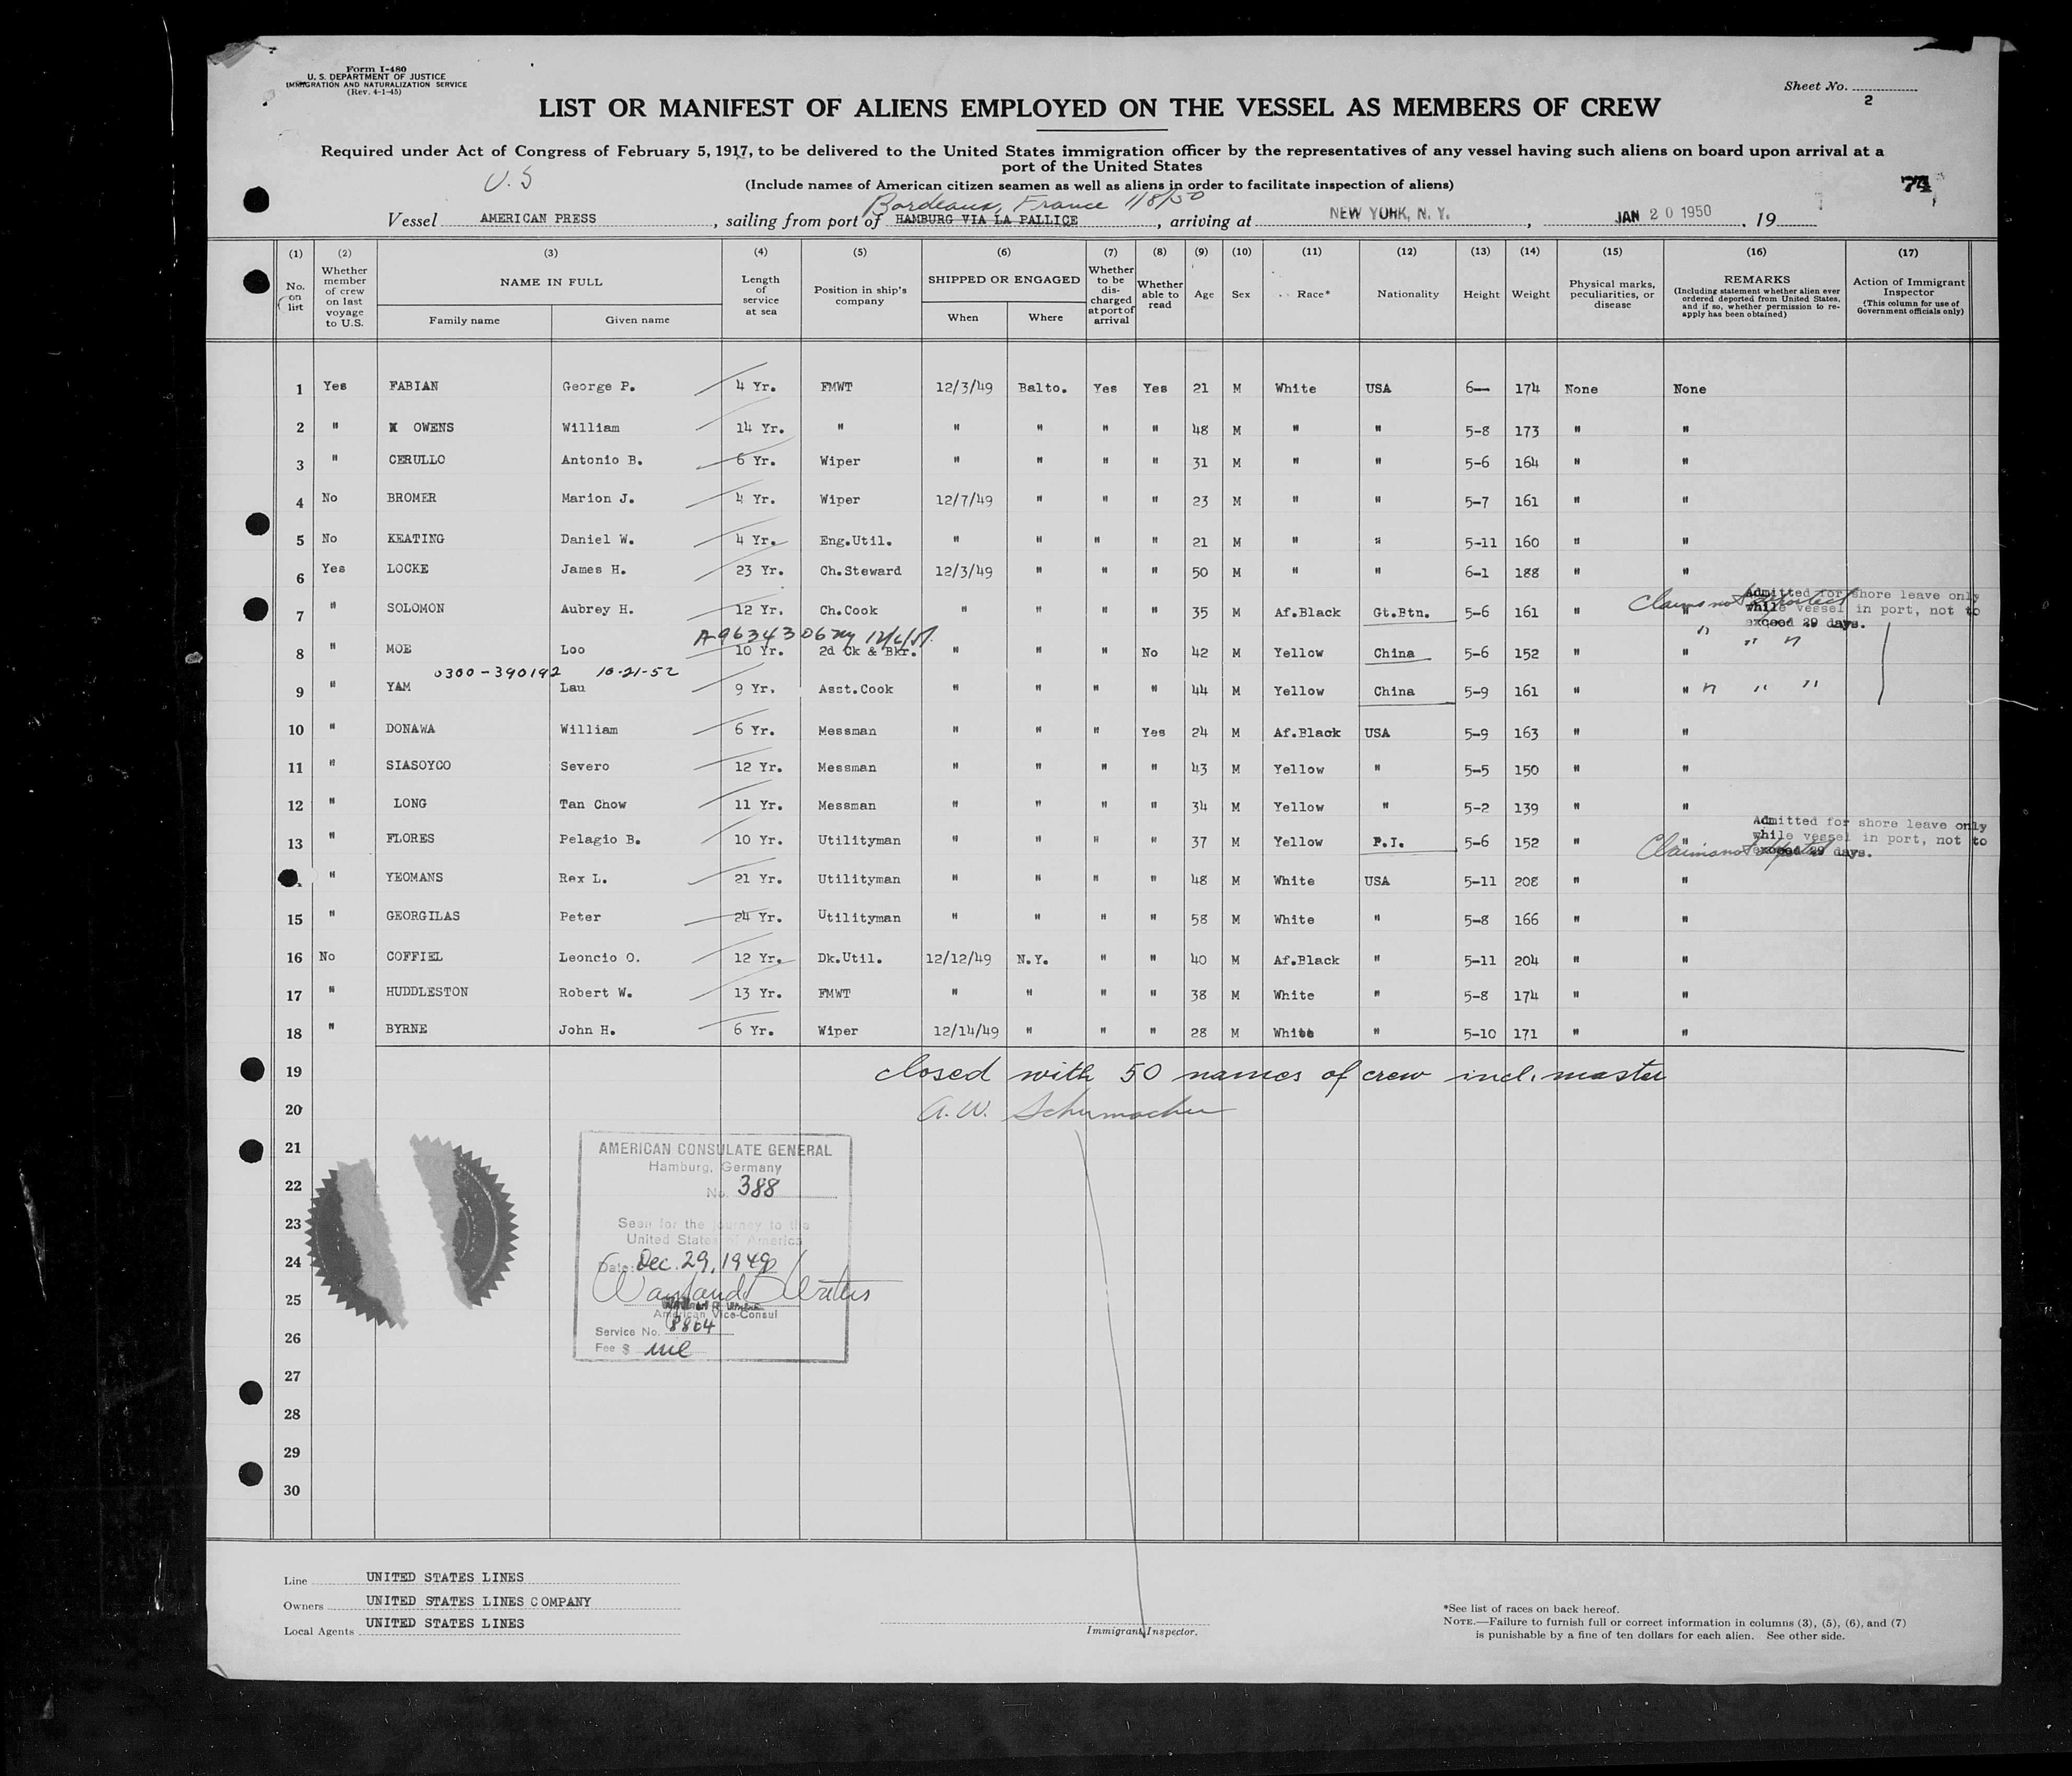 Form I-480
U. S. DEPARTMENT OF JUSTICE
IMMIGRATION AND NATURALIZATION SERVICE
(Rev. 4-1-45)
Sheet No.
2
LIST OR MANIFEST OF ALIENS EMPLOYED ON THE VESSEL AS MEMBERS OF CREW
Required under Act of Congress of February 5, 1917, to be delivered to the United States immigration officer by the representatives of any vessel having such aliens on board upon arrival at a
port of the United States
U.S
(Include names of American citizen seamen as well as aliens in order to facilitate inspection of aliens)
74
Bordeaux, France 1/8/50
Vessel AMERICAN PRESS, sailing from port of HAMBURG VIA LA PALLICE, arriving at NEW YORK, N. Y., JAN 20 1950, 19
(1) (2) (3) (4) (5) (6) (7) (8) (9) (10) (11) (12) (13) (14) (15) (16) (17)
No. on list
Whether member of crew on last voyage to U.S.
NAME IN FULL
Family name Given name
Length of service at sea
Position in ship's company
SHIPPED OR ENGAGED
When Where
Whether to be discharged at port of arrival
Whether able to read
Age
Sex
Race*
Nationality
Height
Weight
Physical marks, peculiarities, or disease
REMARKS
(Including statement whether alien ever ordered deported from United States, and if so, whether permission to re-apply has been obtained)
Action of Immigrant Inspector
(This column for use of Government officials only)
1 Yes FABIAN George P. 4 Yr. FMWT 12/3/49 Balto. Yes Yes 21 M White USA 6— 174 None None
2 " OWENS William 14 Yr. " " " " " 48 M " " 5-8 173 " "
3 " CERULLO Antonio B. 6 Yr. Wiper " " " " 31 M " " 5-6 164 " "
4 No BROMER Marion J. 4 Yr. Wiper 12/7/49 " " " 23 M " " 5-7 161 " "
5 No KEATING Daniel W. 4 Yr. Eng.Util. " " " " 21 M " " 5-11 160 " "
6 Yes LOCKE James H. 23 Yr. Ch.Steward 12/3/49 " " " 50 M " " 6-1 188 " "
7 " SOLOMON Aubrey H. 12 Yr. Ch.Cook " " " " 35 M Af.Black Gt.Btn. 5-6 161 " "
Claims not deported
Admitted for shore leave only
while vessel in port, not to
exceed 29 days.
A9634306 ny 12/6/51
8 " MOE Loo 10 Yr. 2d Ck & Bkr. " " " No 42 M Yellow China 5-6 152 " " " " "
0300-390192 10-21-52
9 " YAM Lau 9 Yr. Asst.Cook " " " " 44 M Yellow China 5-9 161 " " " " "
10 " DONAWA William 6 Yr. Messman " " " Yes 24 M Af.Black USA 5-9 163 " "
11 " SIASOYCO Severo 12 Yr. Messman " " " " 43 M Yellow " 5-5 150 " "
12 " LONG Tan Chow 11 Yr. Messman " " " " 34 M Yellow " 5-2 139 " "
13 " FLORES Pelagio B. 10 Yr. Utilityman " " " " 37 M Yellow P.I. 5-6 152 " "
Admitted for shore leave only
while vessel in port, not to
exceed 29 days.
Claims not deported
" YEOMANS Rex L. 21 Yr. Utilityman " " " " 48 M White USA 5-11 208 " "
15 " GEORGILAS Peter 24 Yr. Utilityman " " " " 58 M White " 5-8 166 " "
16 No COFFIEL Leoncio O. 12 Yr. Dk.Util. 12/12/49 N.Y. " " 40 M Af.Black " 5-11 204 " "
17 " HUDDLESTON Robert W. 13 Yr. FMWT " " " " 38 M White " 5-8 174 " "
18 " BYRNE John H. 6 Yr. Wiper 12/14/49 " " " 28 M White " 5-10 171 " "
19 closed with 50 names of crew incl. master
20 A. W. Schumacher
21
22
23
24
25
26
27
28
29
30
AMERICAN CONSULATE GENERAL
Hamburg, Germany
No. 388
Seen for the journey to the
United States of America
Date: Dec. 29, 1949
American Vice-Consul
Service No. 8804
Fee $ nil
Line UNITED STATES LINES
Owners UNITED STATES LINES COMPANY
Local Agents UNITED STATES LINES
Immigrant Inspector.
*See list of races on back hereof.
NOTE.—Failure to furnish full or correct information in columns (3), (5), (6), and (7)
is punishable by a fine of ten dollars for each alien. See other side.